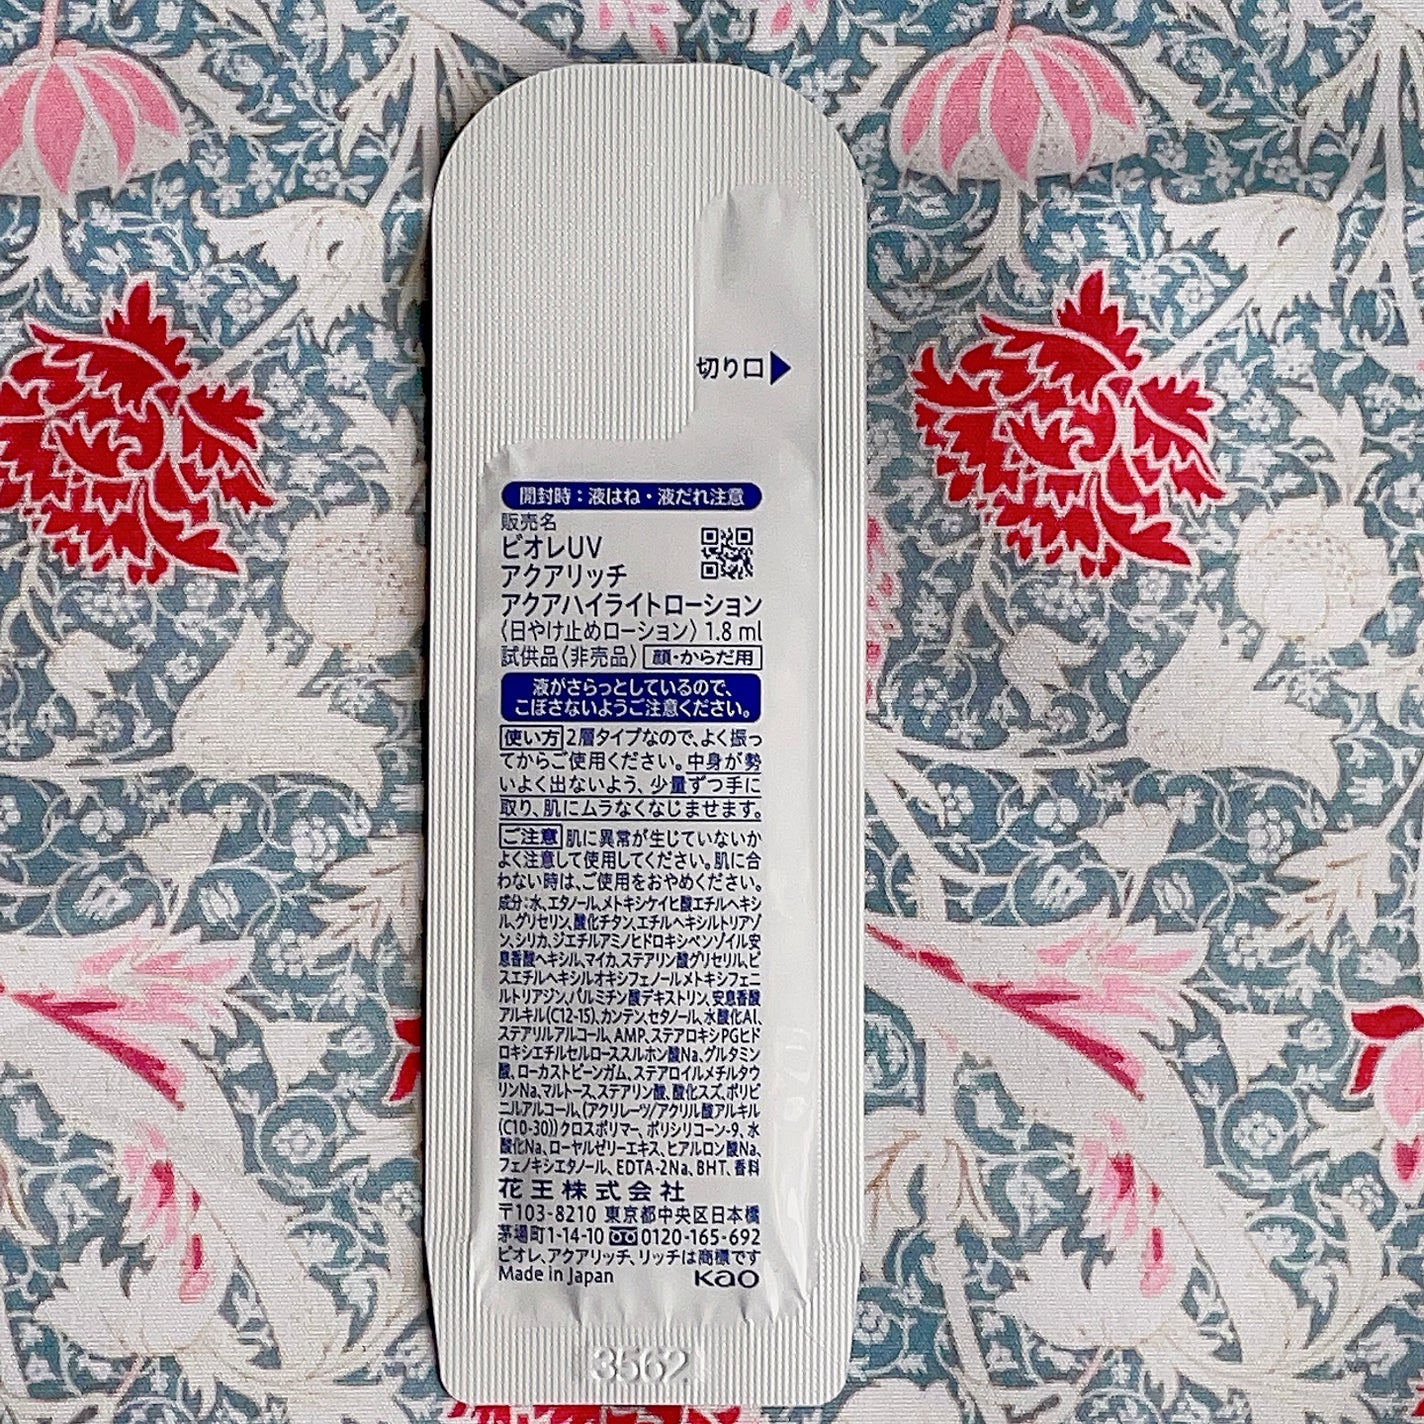 切り口▶
開封時：液はね・液だれ注意
販売名
ビオレUV
アクアリッチ
アクアハイライトローション
〈日やけ止めローション〉1.8 ml
試供品〈非売品〉 顔・からだ用
液がさらっとしているので、
こぼさないようご注意ください。
使い方 2層タイプなので、よく振っ
てからご使用ください。中身が勢
いよく出ないよう、少量ずつ手に
取り、肌にムラなくなじませます。
ご注意 肌に異常が生じていないか
よく注意して使用してください。肌に合
わない時は、ご使用をおやめください。
成分：水、エタノール、メトキシケイヒ酸エチルヘキシ
ル、グリセリン、酸化チタン、エチルヘキシルトリアゾ
ン、シリカ、ジエチルアミノヒドロキシベンゾイル安
息香酸ヘキシル、マイカ、ステアリン酸グリセリル、ビ
スエチルヘキシルオキシフェノールメトキシフェニ
ルトリアジン、パルミチン酸デキストリン、安息香酸
アルキル(C12-15)、カンテン、セタノール、水酸化Al、
ステアリルアルコール、AMP、ステアロキシPGヒド
ロキシエチルセルローススルホン酸Na、グルタミン
酸、ローカストビーンガム、ステアロイルメチルタウ
リンNa、マルトース、ステアリン酸、酸化スズ、ポリビ
ニルアルコール、(アクリレーツ/アクリル酸アルキル
(C10-30))クロスポリマー、ポリシリコーン-9、水
酸化Na、ローヤルゼリーエキス、ヒアルロン酸Na、
フェノキシエタノール、EDTA-2Na、BHT、香料
花王株式会社
〒103-8210 東京都中央区日本橋
茅場町1-14-10 0120-165-692
ビオレ、アクアリッチ、リッチは商標です
Made in Japan Kao
3562